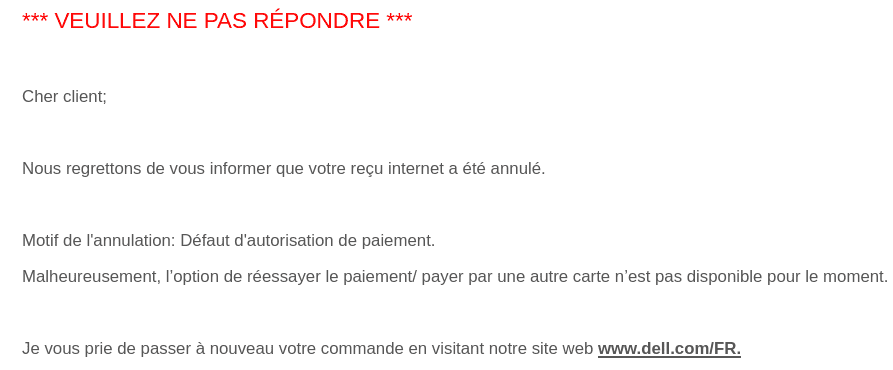 *** VEUILLEZ NE PAS RÉPONDRE ***
Cher client;
Nous regrettons de vous informer que votre reçu internet a été annulé.
Motif de l'annulation: Défaut d'autorisation de paiement.
Malheureusement, l’option de réessayer le paiement/ payer par une autre carte n’est pas disponible pour le moment.
Je vous prie de passer à nouveau votre commande en visitant notre site web www.dell.com/FR.